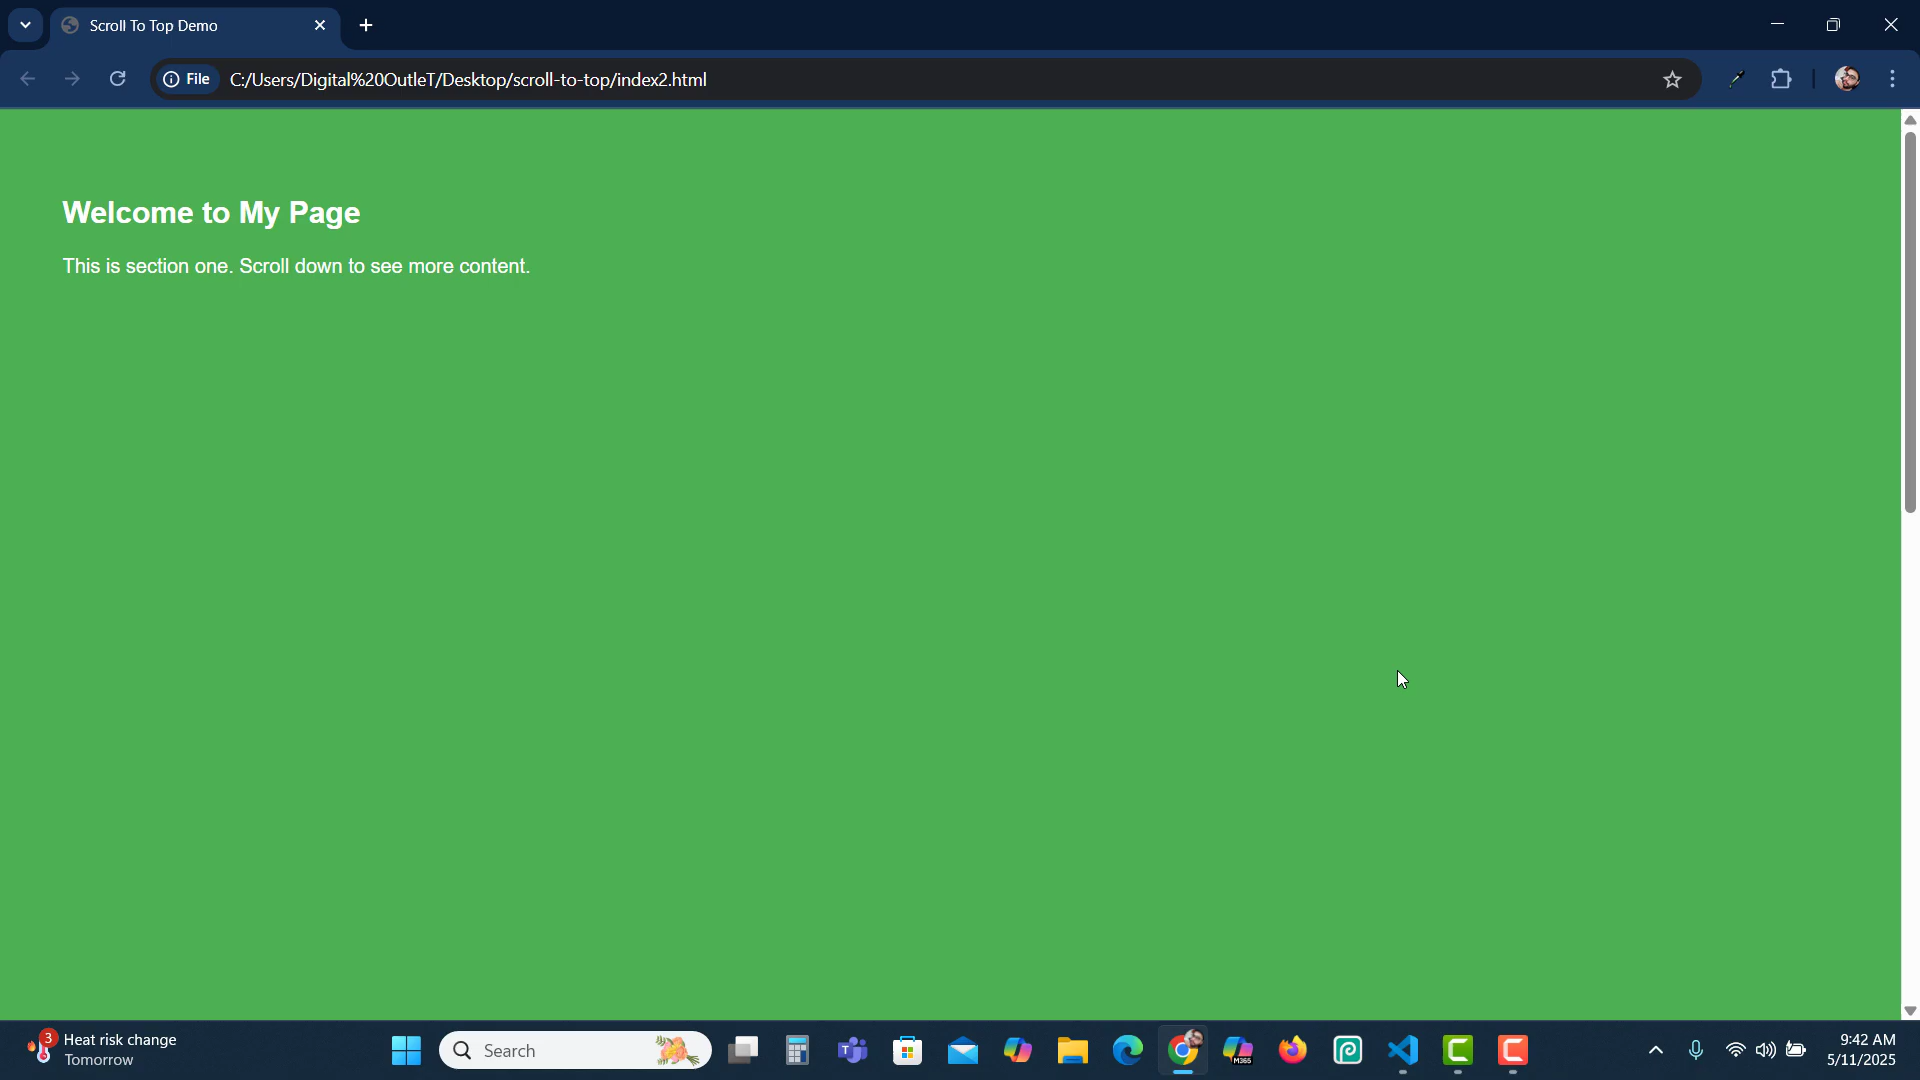 Scroll To Top Demo
File
C:/Users/Digital%20OutleT/Desktop/scroll-to-top/index2.html
Welcome to My Page
This is section one. Scroll down to see more content.
3
Heat risk change
Tomorrow
Search
T
M365
9:42 AM
5/11/2025